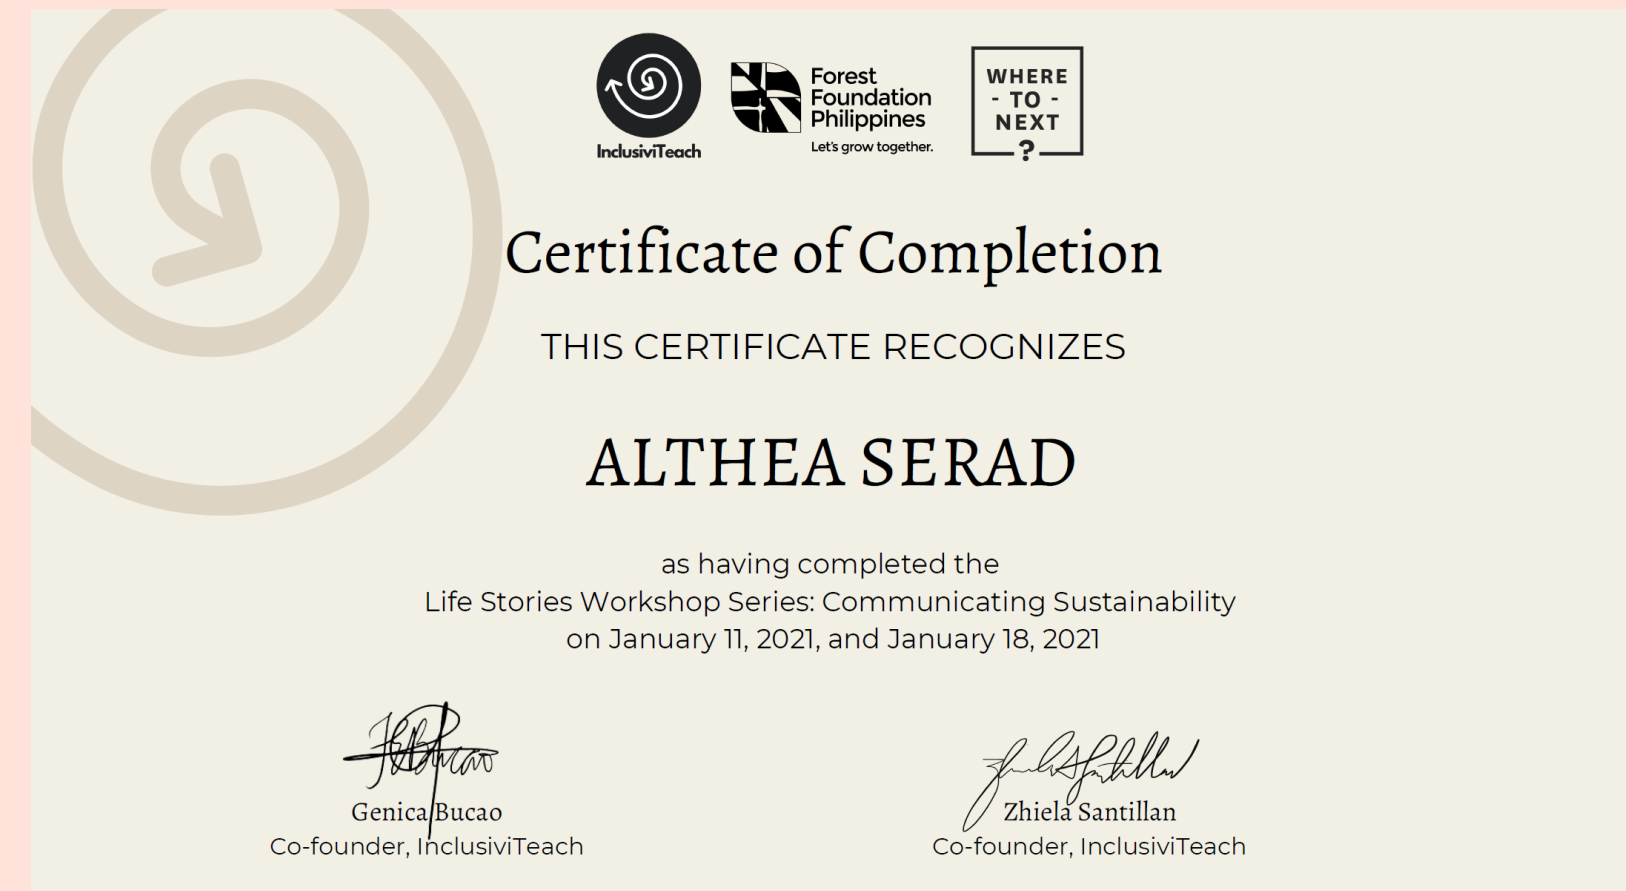 InclusiviTeach
Forest
Foundation
Philippines
Let's grow together.
WHERE
- TO -
NEXT
?
Certificate of Completion
THIS CERTIFICATE RECOGNIZES
ALTHEA SERAD
as having completed the
Life Stories Workshop Series: Communicating Sustainability
on January 11, 2021, and January 18, 2021
Genica Bucao
Co-founder, InclusiviTeach
Zhiela Santillan
Co-founder, InclusiviTeach